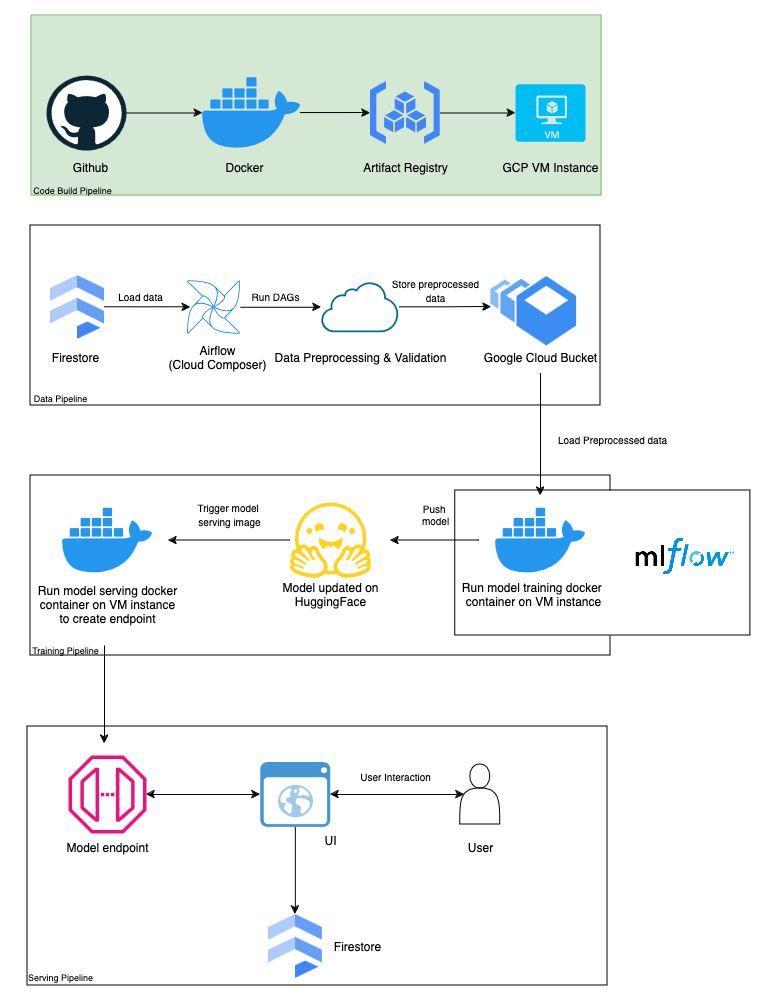 Github
Docker
Artifact Registry
VM
GCP VM Instance
Code Build Pipeline
Load data
Run DAGs
Store preprocessed
data
Firestore
Airflow
(Cloud Composer)
Data Preprocessing & Validation
Google Cloud Bucket
Data Pipeline
Load Preprocessed data
Trigger model
serving image
Push
model
mlflow
Run model serving docker
container on VM instance
to create endpoint
Model updated on
HuggingFace
Run model training docker
container on VM instance
Training Pipeline
User Interaction
Model endpoint
UI
User
Firestore
Serving Pipeline